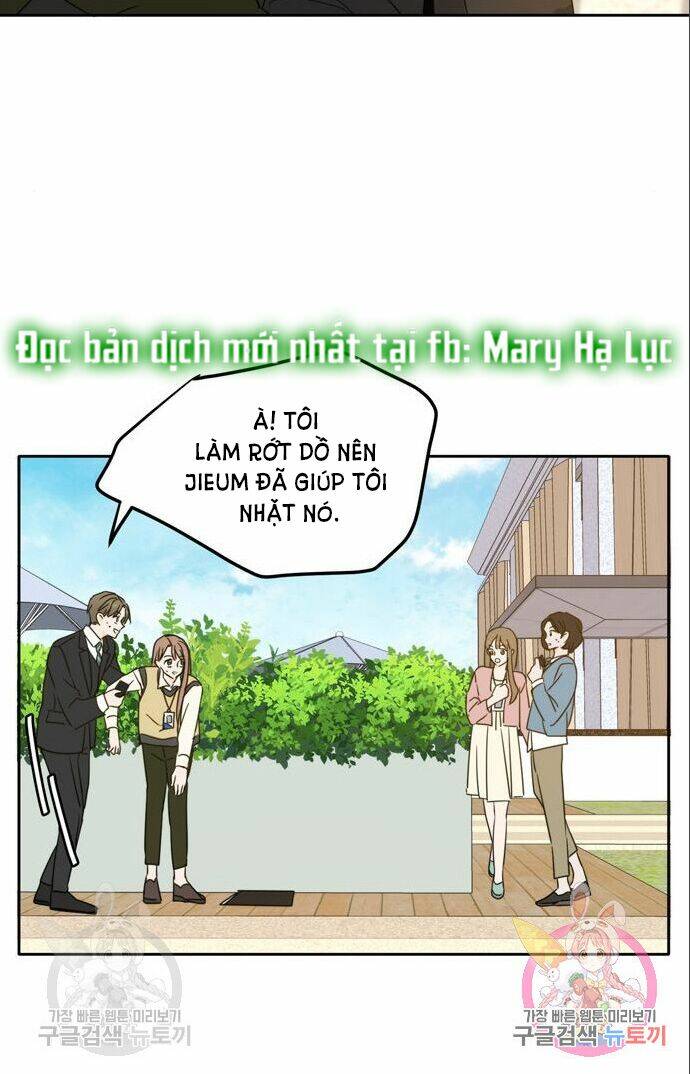 Đọc bản dịch mới nhất tại fb: Mary Hạ Lục
À! TÔI
LÀM RỚT DỒ NÊN
JIEUM ĐÃ GIÚP TÔI
NHẶT NÓ.
가장 빠른 웹툰 미리보기
구글검색 뉴토끼
가장 빠른 웹툰 미리보기
구글검색 뉴토끼